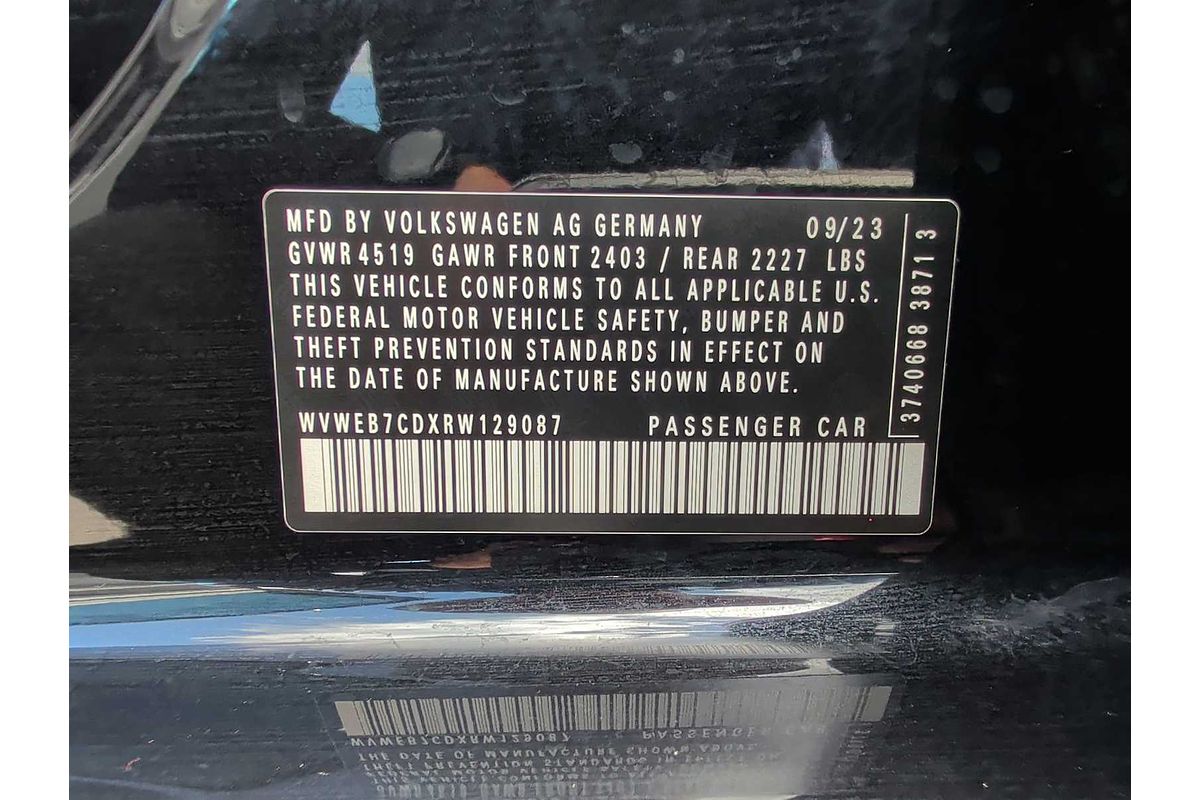 MFD BY VOLKSWAGEN AG GERMANY 09/23
GVWR 4519 GAWR FRONT 2403 / REAR 2227 LBS
THIS VEHICLE CONFORMS TO ALL APPLICABLE U.S.
FEDERAL MOTOR VEHICLE SAFETY, BUMPER AND
THEFT PREVENTION STANDARDS IN EFFECT ON
THE DATE OF MANUFACTURE SHOWN ABOVE.
WVWEB7CDXRW129087 PASSENGER CAR
3740668 3871 3